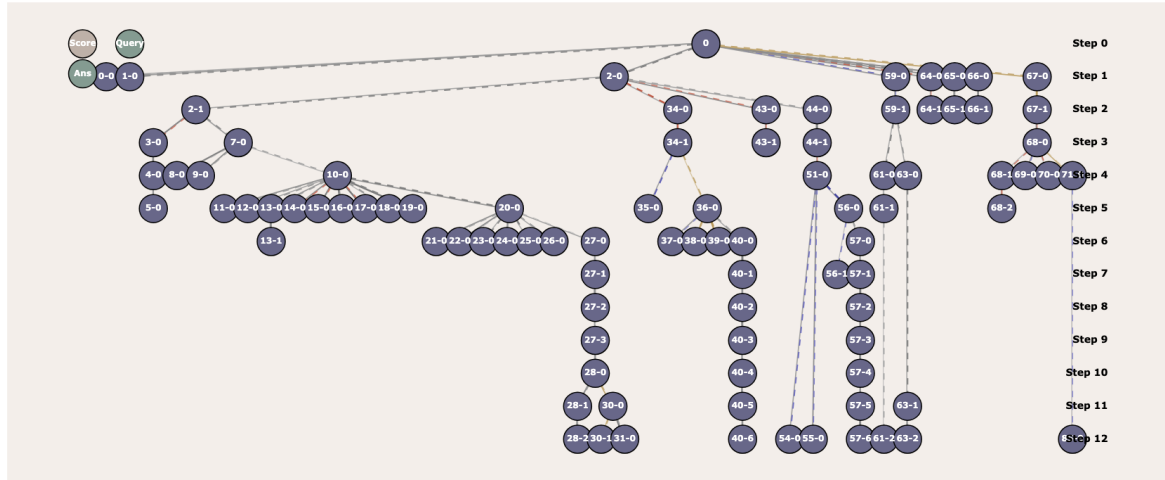 Score Query 0 Step 0
Ans 0-0 1-0 2-0 59-0 64-0 65-0 66-0 67-0 Step 1
2-1 34-0 43-0 44-0 59-1 64-1 65-1 66-1 67-1 Step 2
3-0 7-0 34-1 43-1 44-1 68-0 Step 3
4-0 8-0 9-0 10-0 51-0 61-0 63-0 68-1 69-0 70-0 Step 4
5-0 11-0 12-0 13-0 14-0 15-0 16-0 17-0 18-0 19-0 20-0 35-0 36-0 56-0 61-1 68-2 Step 5
13-1 21-0 22-0 23-0 24-0 25-0 26-0 27-0 37-0 38-0 39-0 40-0 57-0 Step 6
27-1 40-1 56-1 57-1 Step 7
27-2 40-2 57-2 Step 8
27-3 40-3 57-3 Step 9
28-0 40-4 57-4 Step 10
28-1 30-0 40-5 57-5 63-1 Step 11
28-2 30-1 31-0 40-6 54-0 55-0 57-6 61-2 63-2 Step 12